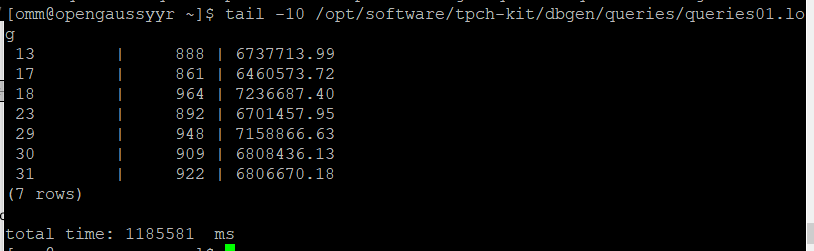 [omm@opengaussyyr ~]$ tail -10 /opt/software/tpch-kit/dbgen/queries/queries01.lo
g
 13         |     888 | 6737713.99
 17         |     861 | 6460573.72
 18         |     964 | 7236687.40
 23         |     892 | 6701457.95
 29         |     948 | 7158866.63
 30         |     909 | 6808436.13
 31         |     922 | 6806670.18
(7 rows)

total time: 1185581  ms
[omm@opengaussyyr ~]$